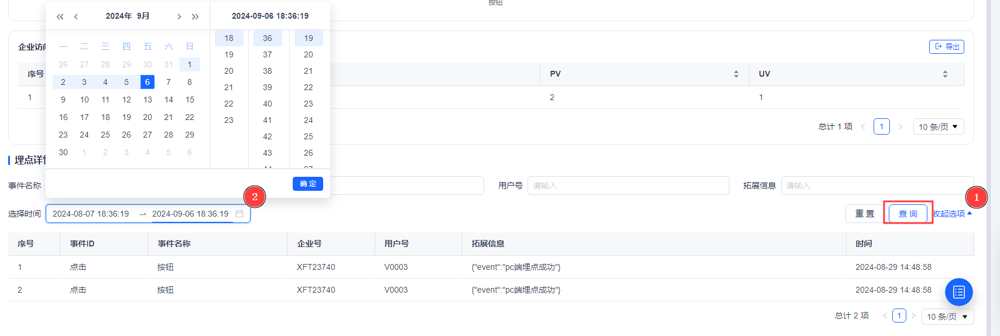 按钮
2024年 9月
2024-09-06 18:36:19
一 二 三 四 五 六 日
26 27 28 29 30 31 1
2 3 4 5 6 7 8
9 10 11 12 13 14 15
16 17 18 19 20 21 22
23 24 25 26 27 28 29
30 1 2 3 4 5 6
18 36 19
19 37 20
20 38 21
21 39 22
22 40 23
23 41 24
42 25
43 26
44 27
确 定
企业访
导出
序号 PV UV
1 2 1
总计 1 项 1 10 条/页
埋点详
事件名称 用户号 请输入 拓展信息 请输入
2 1
选择时间 2024-08-07 18:36:19 → 2024-09-06 18:36:19 重 置 查 询 收起选项
序号 事件ID 事件名称 企业号 用户号 拓展信息 时间
1 点击 按钮 XFT23740 V0003 {"event":"pc端埋点成功"} 2024-08-29 14:48:58
2 点击 按钮 XFT23740 V0003 {"event":"pc端埋点成功"} 2024-08-29 14:48:58
总计 2 项 1 10 条/页